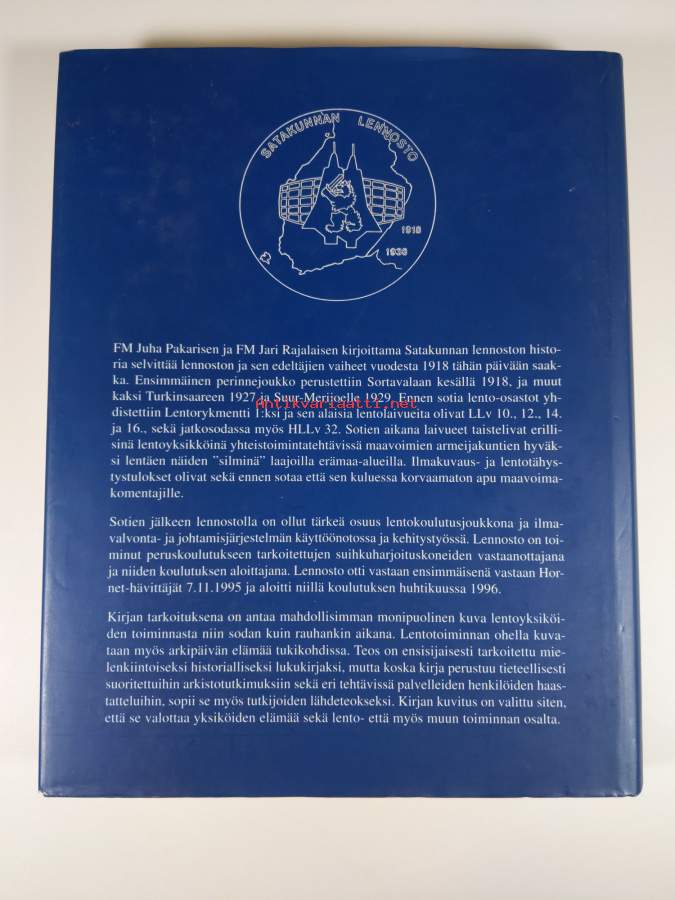 SATAKUNNAN LENNOSTO
1918
1938
FM Juha Pakarisen ja FM Jari Rajalaisen kirjoittama Satakunnan lennoston histo-
ria selvittää lennoston ja sen edeltäjien vaiheet vuodesta 1918 tähän päivään saak-
ka. Ensimmäinen perinnejoukko perustettiin Sortavalaan kesällä 1918, ja muut
kaksi Turkinsaareen 1927 ja Suur-Merijoelle 1929. Ennen sotia lento-osastot yh-
Antikvariaatti.net
distettiin Lentorykmentti 1:ksi ja sen alaisia lentolaivueita olivat LLv 10., 12., 14.
ja 16., sekä jatkosodassa myös HLLv 32. Sotien aikana laivueet taistelivat erilli-
sinä lentoyksikköinä yhteistoimintatehtävissä maavoimien armeijakuntien hyväk-
si lentäen näiden ”silminä” laajoilla erämaa-alueilla. Ilmakuvaus- ja lentotähys-
tystulokset olivat sekä ennen sotaa että sen kuluessa korvaamaton apu maavoima-
komentajille.
Sotien jälkeen lennostolla on ollut tärkeä osuus lentokoulutusjoukkona ja ilma-
valvonta- ja johtamisjärjestelmän käyttöönotossa ja kehitystyössä. Lennosto on toi-
minut peruskoulutukseen tarkoitettujen suihkuharjoituskoneiden vastaanottajana
ja niiden koulutuksen aloittajana. Lennosto otti vastaan ensimmäisenä vastaan Hor-
net-hävittäjät 7.11.1995 ja aloitti niillä koulutuksen huhtikuussa 1996.
Kirjan tarkoituksena on antaa mahdollisimman monipuolinen kuva lentoyksiköi-
den toiminnasta niin sodan kuin rauhankin aikana. Lentotoiminnan ohella kuva-
taan myös arkipäivän elämää tukikohdissa. Teos on ensisijaisesti tarkoitettu mie-
lenkiintoiseksi historialliseksi lukukirjaksi, mutta koska kirja perustuu tieteellisesti
suoritettuihin arkistotutkimuksiin sekä eri tehtävissä palvelleiden henkilöiden haas-
tatteluihin, sopii se myös tutkijoiden lähdeteokseksi. Kirjan kuvitus on valittu siten,
että se valottaa yksiköiden elämää sekä lento- että myös muun toiminnan osalta.